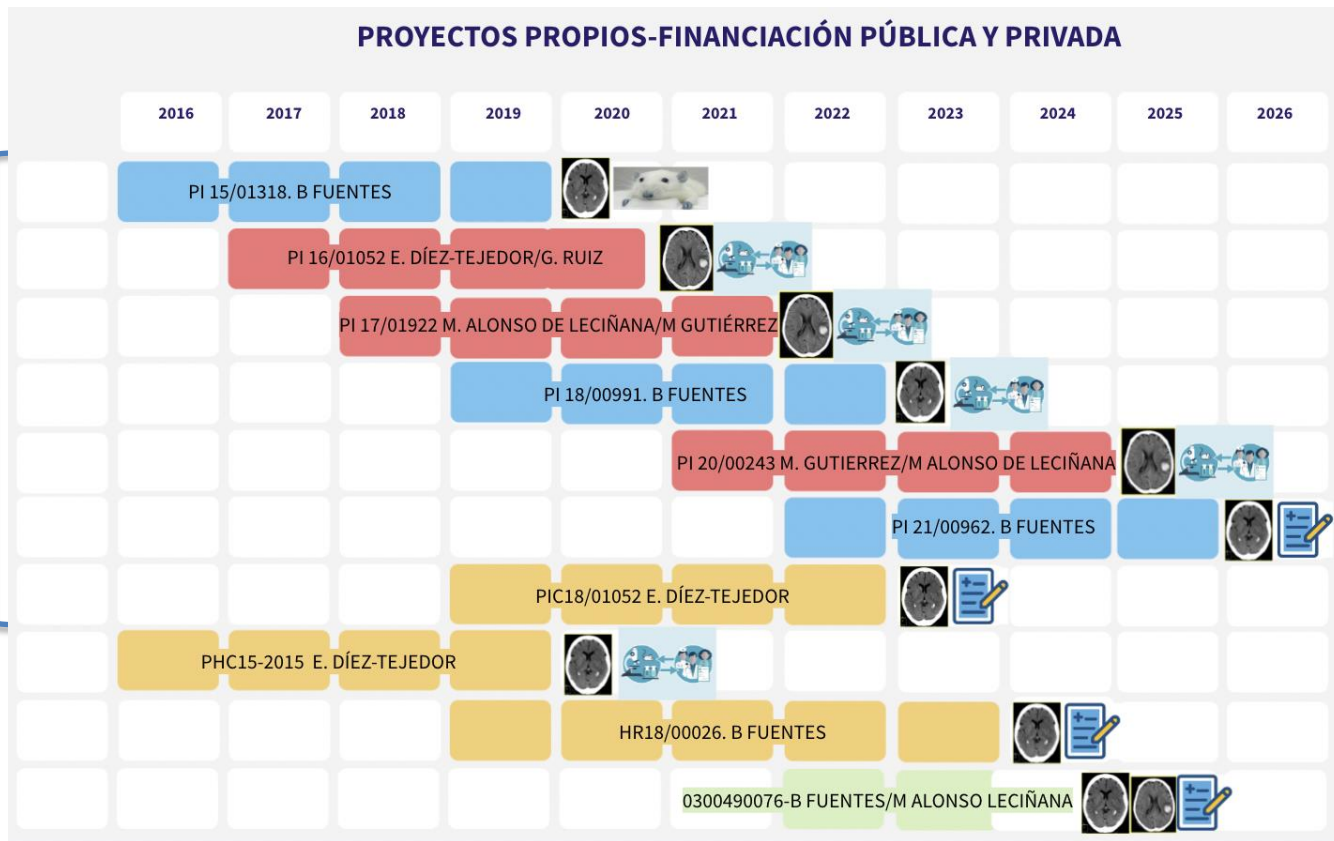 PROYECTOS PROPIOS-FINANCIACIÓN PÚBLICA Y PRIVADA
2016 2017 2018 2019 2020 2021 2022 2023 2024 2025 2026
PI 15/01318. B FUENTES
PI 16/01052 E. DÍEZ-TEJEDOR/G. RUIZ
PI 17/01922 M. ALONSO DE LECIÑANA/M GUTIÉRREZ
PI 18/00991. B FUENTES
PI 20/00243 M. GUTIERREZ/M ALONSO DE LECIÑANA
PI 21/00962. B FUENTES
PIC18/01052 E. DÍEZ-TEJEDOR
PHC15-2015 E. DÍEZ-TEJEDOR
HR18/00026. B FUENTES
0300490076-B FUENTES/M ALONSO LECIÑANA